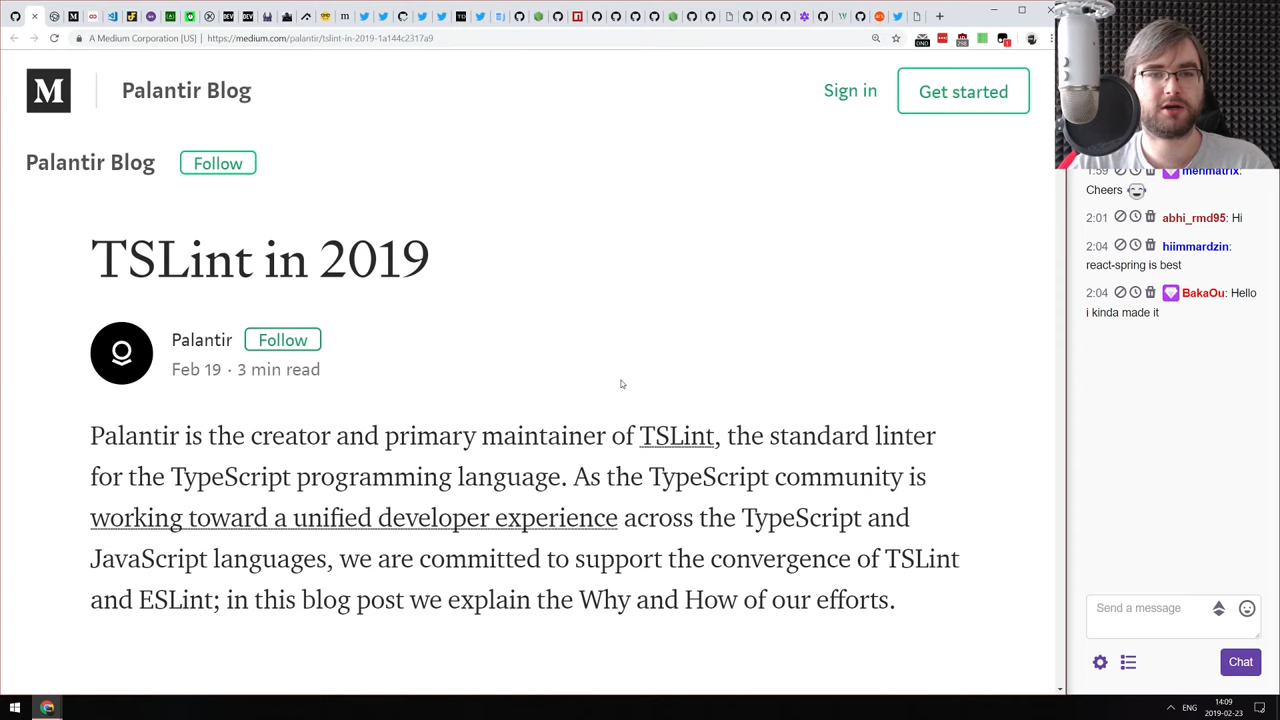 A Medium Corporation [US] | https://medium.com/palantir/tslint-in-2019-1a144c2317a9
M
Palantir Blog
Sign in
Get started
Palantir Blog
Follow
TSLint in 2019
Palantir
Follow
Feb 19 · 3 min read
Palantir is the creator and primary maintainer of TSLint, the standard linter
for the TypeScript programming language. As the TypeScript community is
working toward a unified developer experience across the TypeScript and
JavaScript languages, we are committed to support the convergence of TSLint
and ESLint; in this blog post we explain the Why and How of our efforts.
1:59 menmatrix:
Cheers
2:01 abhi_rmd95: Hi
2:04 hiimmardzin:
react-spring is best
2:04 BakaOu: Hello
i kinda made it
Send a message
Chat
ENG
14:09
2019-02-23